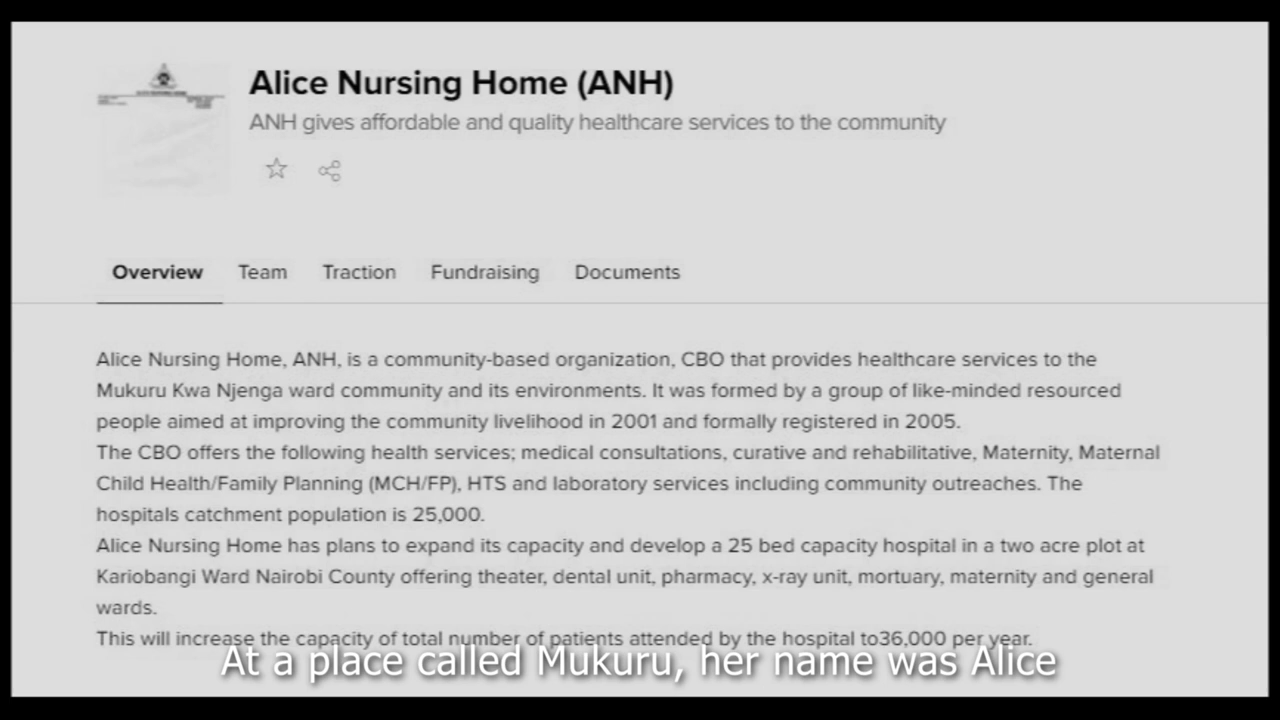 Alice Nursing Home (ANH)
ANH gives affordable and quality healthcare services to the community
Overview Team Traction Fundraising Documents
Alice Nursing Home, ANH, is a community-based organization, CBO that provides healthcare services to the
Mukuru Kwa Njenga ward community and its environments. It was formed by a group of like-minded resourced
people aimed at improving the community livelihood in 2001 and formally registered in 2005.
The CBO offers the following health services; medical consultations, curative and rehabilitative, Maternity, Maternal
Child Health/Family Planning (MCH/FP), HTS and laboratory services including community outreaches. The
hospitals catchment population is 25,000.
Alice Nursing Home has plans to expand its capacity and develop a 25 bed capacity hospital in a two acre plot at
Kariobangi Ward Nairobi County offering theater, dental unit, pharmacy, x-ray unit, mortuary, maternity and general
wards.
This will increase the capacity of total number of patients attended by the hospital to36,000 per year.
At a place called Mukuru, her name was Alice